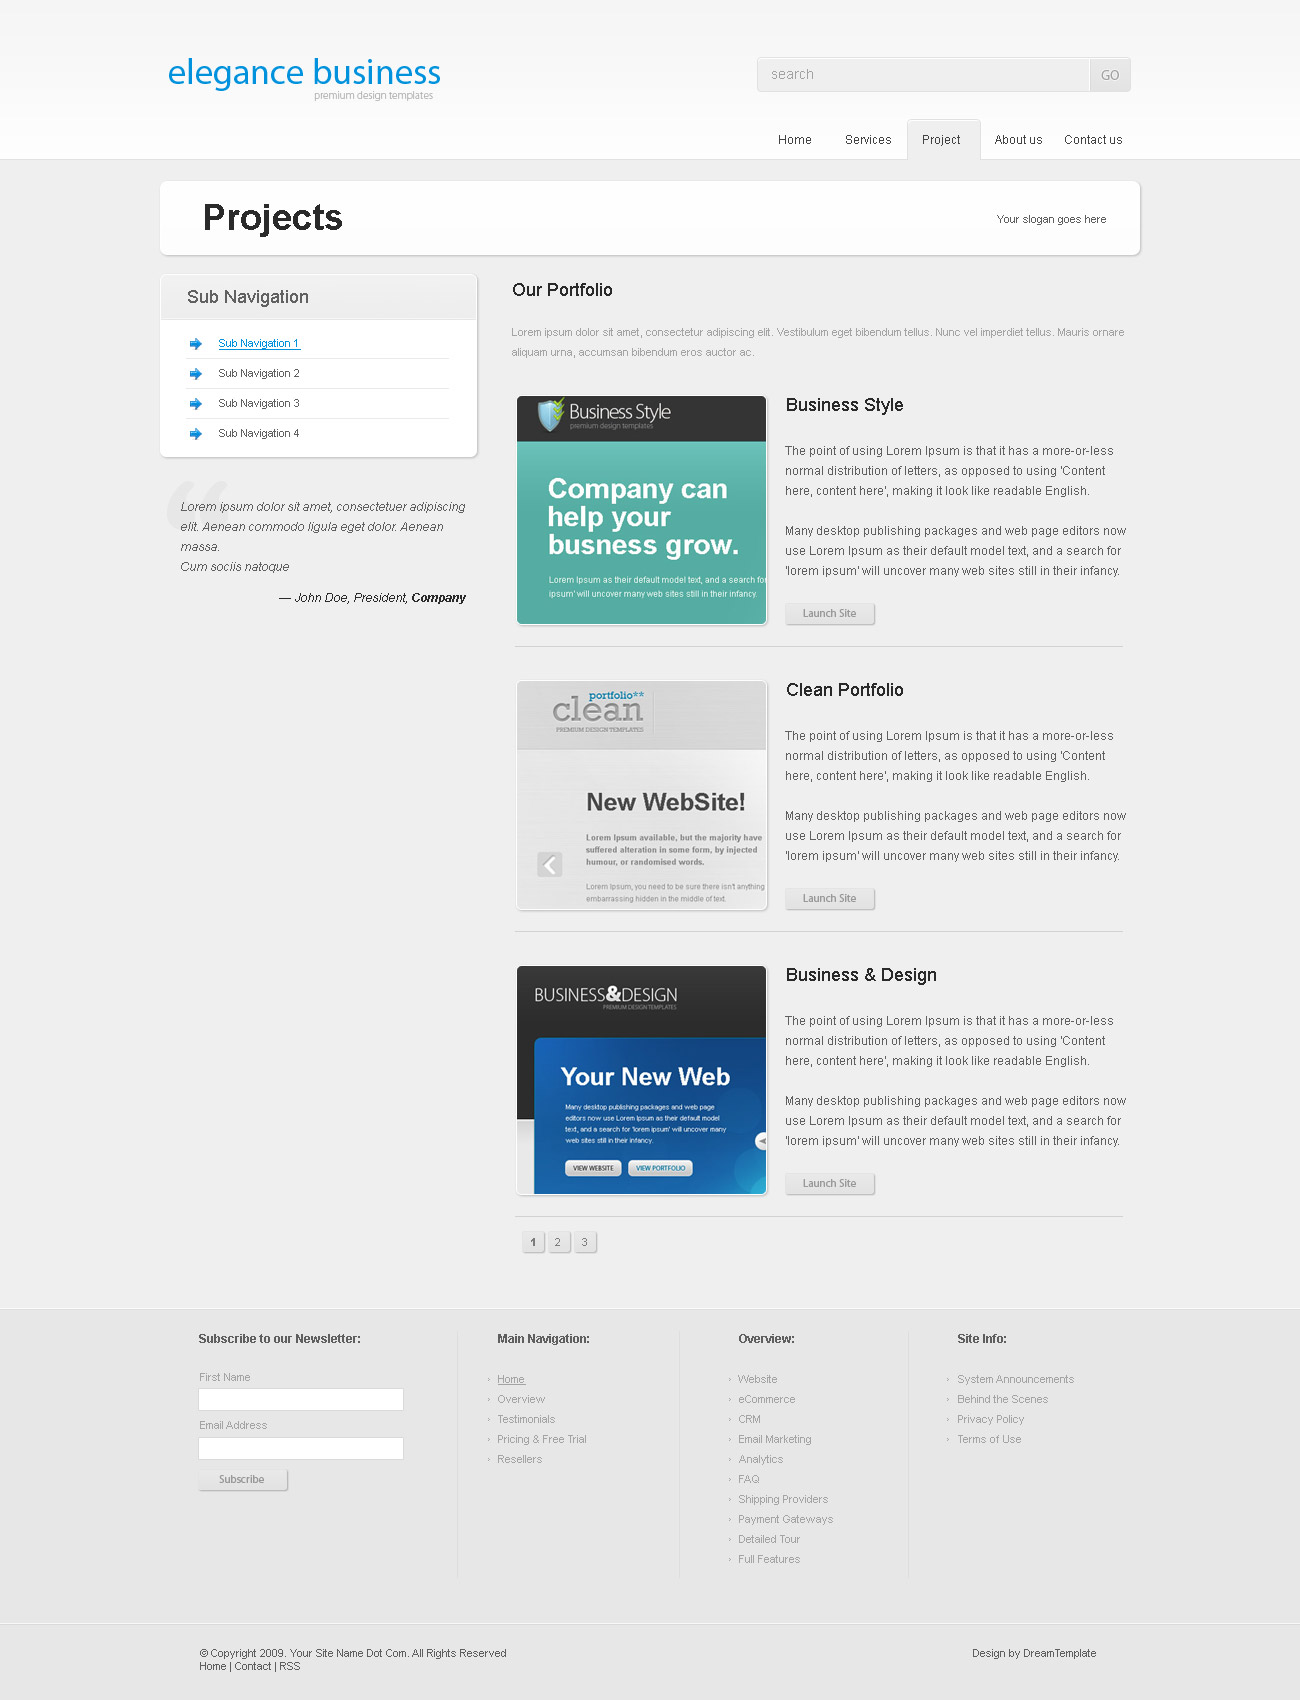 elegance business
premium design templates
search
GO
Home
Services
Project
About us
Contact us
Projects
Your slogan goes here
Sub Navigation
Sub Navigation 1
Sub Navigation 2
Sub Navigation 3
Sub Navigation 4
“
Lorem ipsum dolor sit amet, consectetuer adipiscing
elit. Aenean commodo ligula eget dolor. Aenean
massa.
Cum sociis natoque
— John Doe, President, Company
Our Portfolio
Lorem ipsum dolor sit amet, consectetur adipiscing elit. Vestibulum eget bibendum tellus. Nunc vel imperdiet tellus. Mauris ornare
aliquam urna, accumsan bibendum eros auctor ac.
Business Style
premium design templates
Company can
help your
busness grow.
Lorem Ipsum as their default model text, and a search for
ipsum' will uncover many web sites still in their infancy.
Business Style
The point of using Lorem Ipsum is that it has a more-or-less
normal distribution of letters, as opposed to using 'Content
here, content here', making it look like readable English.
Many desktop publishing packages and web page editors now
use Lorem Ipsum as their default model text, and a search for
'lorem ipsum' will uncover many web sites still in their infancy.
Launch Site
portfolio**
clean
PREMIUM DESIGN TEMPLATES
New WebSite!
Lorem Ipsum available, but the majority have
suffered alteration in some form, by injected
humour, or randomised words.
Lorem Ipsum, you need to be sure there isn't anything
embarrassing hidden in the middle of text.
Clean Portfolio
The point of using Lorem Ipsum is that it has a more-or-less
normal distribution of letters, as opposed to using 'Content
here, content here', making it look like readable English.
Many desktop publishing packages and web page editors now
use Lorem Ipsum as their default model text, and a search for
'lorem ipsum' will uncover many web sites still in their infancy.
Launch Site
BUSINESS&DESIGN
PREMIUM DESIGN TEMPLATES
Your New Web
Many desktop publishing packages and web page
editors now use Lorem Ipsum as their default model
text, and a search for 'lorem ipsum' will uncover many
web sites still in their infancy.
VIEW WEBSITE
VIEW PORTFOLIO
Business & Design
The point of using Lorem Ipsum is that it has a more-or-less
normal distribution of letters, as opposed to using 'Content
here, content here', making it look like readable English.
Many desktop publishing packages and web page editors now
use Lorem Ipsum as their default model text, and a search for
'lorem ipsum' will uncover many web sites still in their infancy.
Launch Site
1 2 3
Subscribe to our Newsletter:
First Name
Email Address
Subscribe
Main Navigation:
Home
Overview
Testimonials
Pricing & Free Trial
Resellers
Overview:
Website
eCommerce
CRM
Email Marketing
Analytics
FAQ
Shipping Providers
Payment Gateways
Detailed Tour
Full Features
Site Info:
System Announcements
Behind the Scenes
Privacy Policy
Terms of Use
© Copyright 2009. Your Site Name Dot Com. All Rights Reserved
Home | Contact | RSS
Design by DreamTemplate